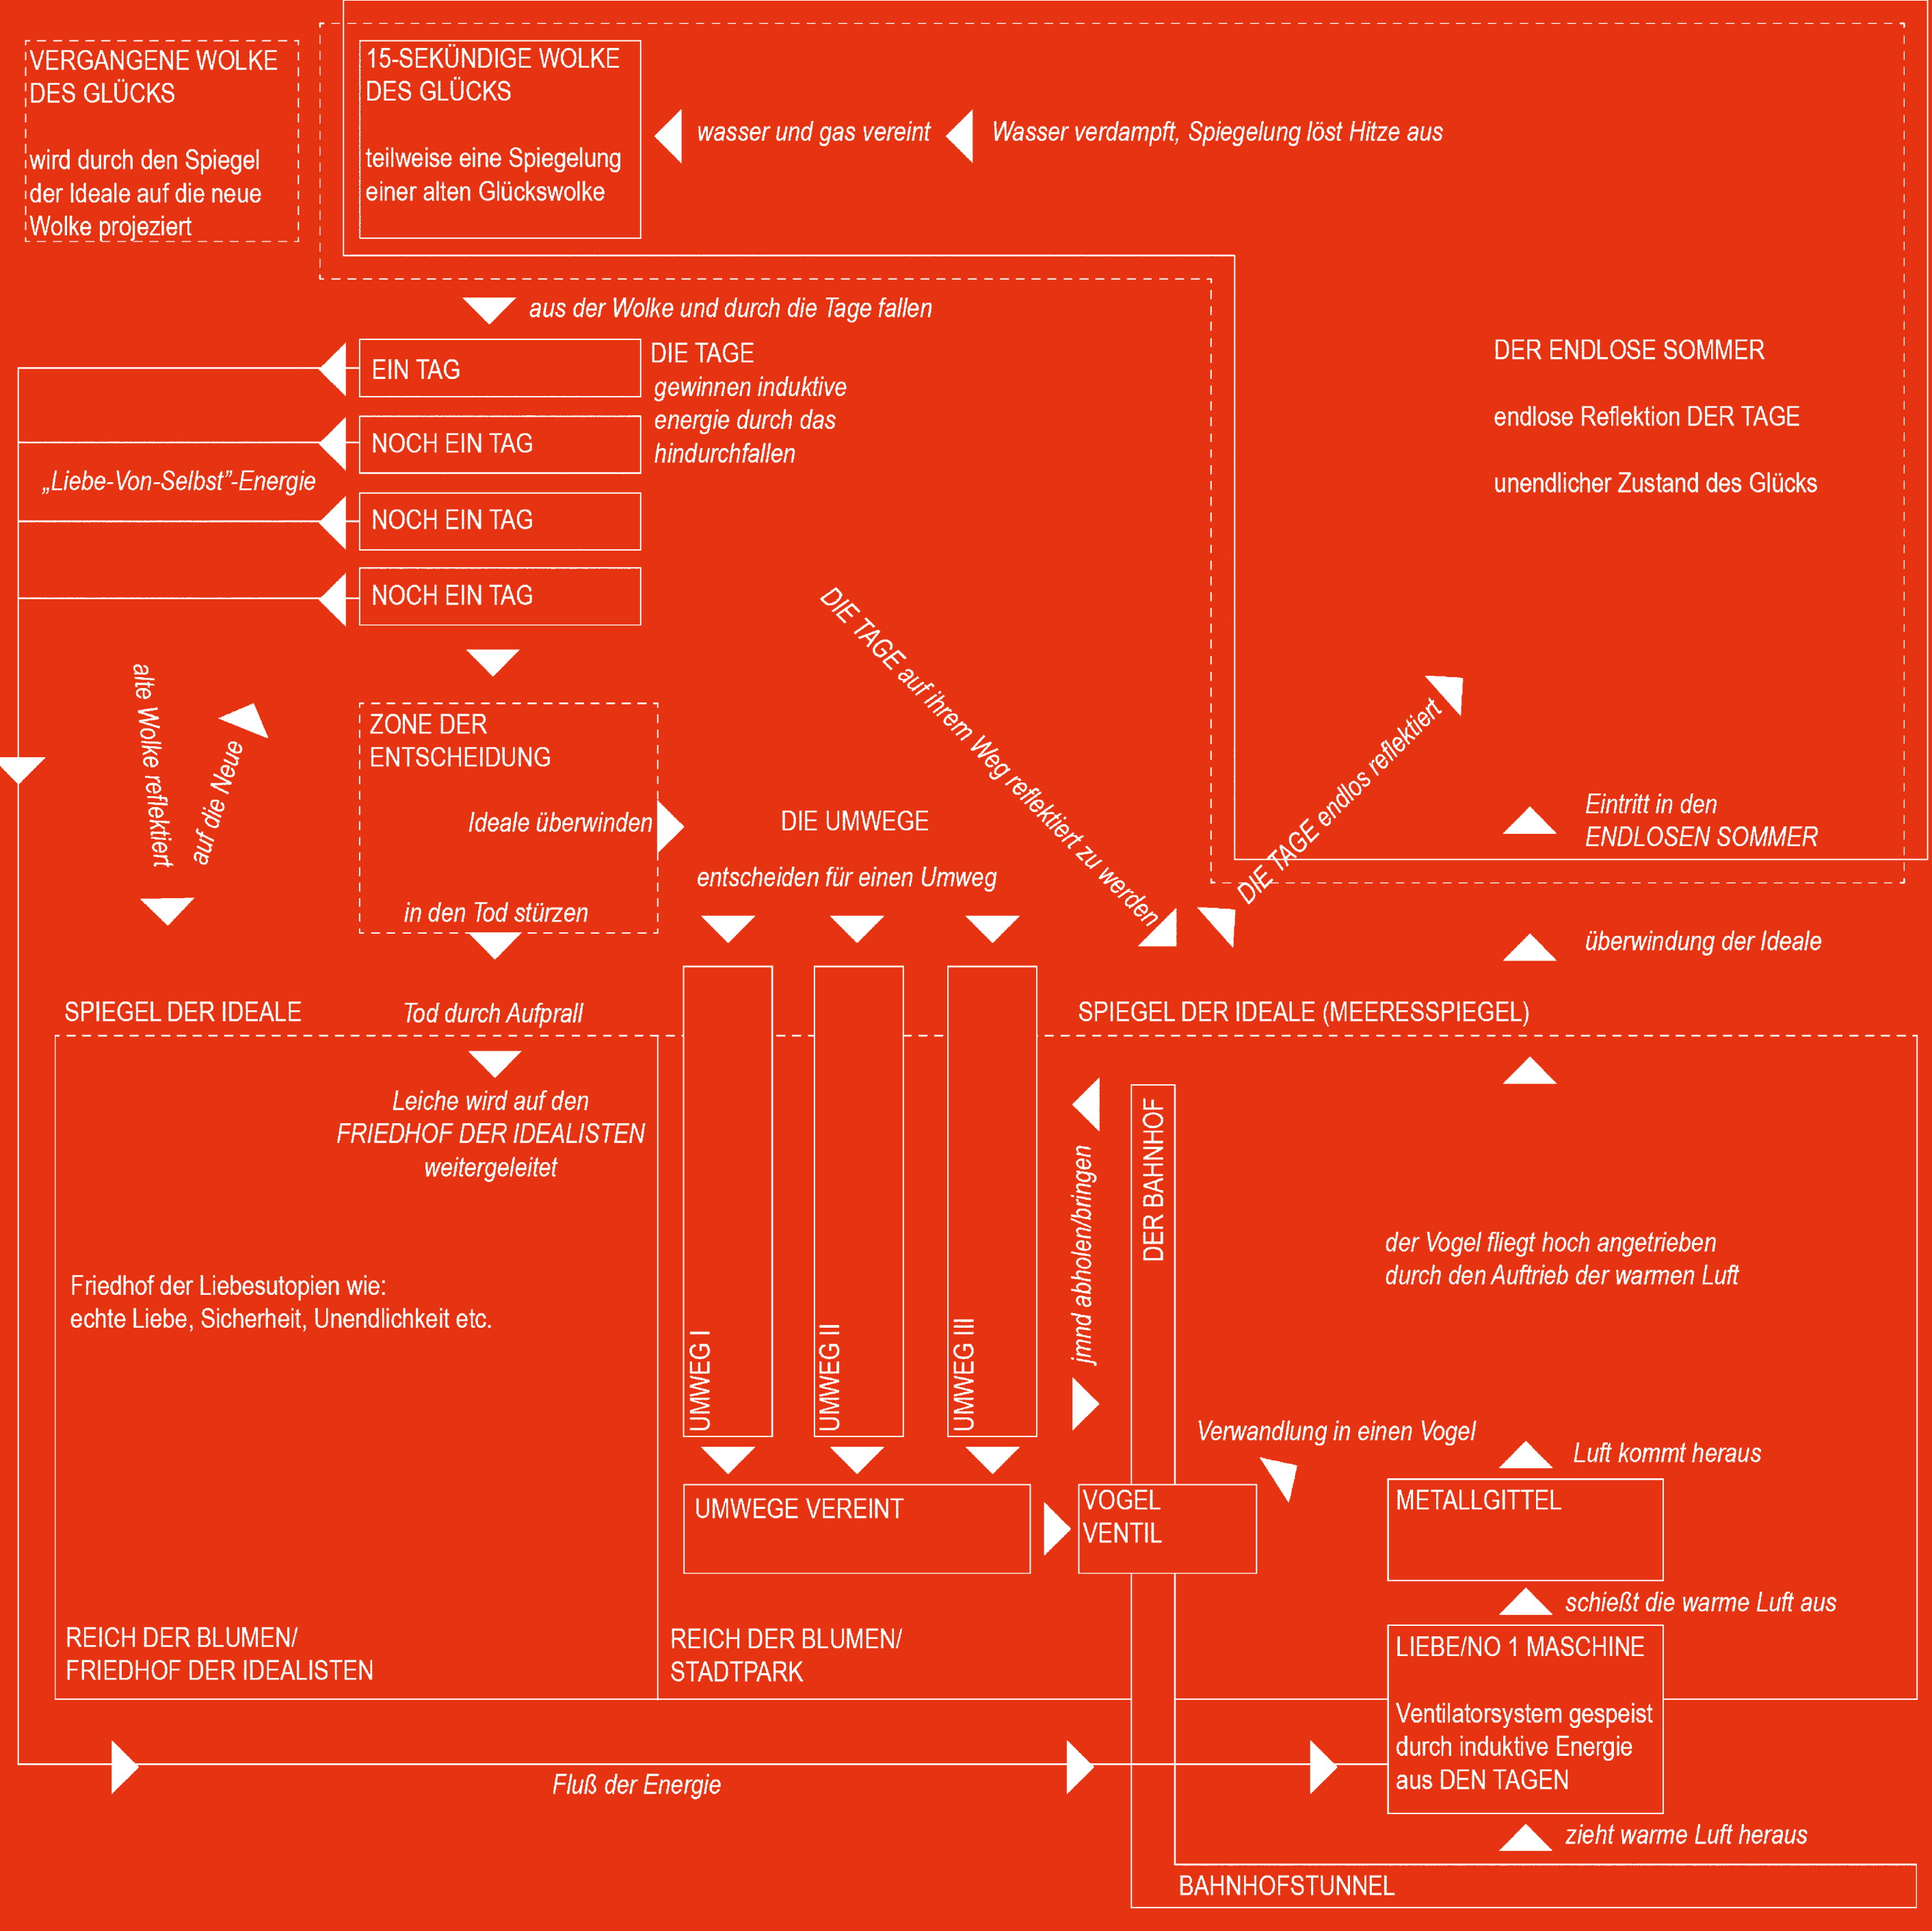 VERGANGENE WOLKE
DES GLÜCKS
wird durch den Spiegel
der Ideale auf die neue
Wolke projeziert
15-SEKÜNDIGE WOLKE
DES GLÜCKS
teilweise eine Spiegelung
einer alten Glückswolke
wasser und gas vereint
Wasser verdampft, Spiegelung löst Hitze aus
aus der Wolke und durch die Tage fallen
EIN TAG
NOCH EIN TAG
NOCH EIN TAG
NOCH EIN TAG
DIE TAGE
gewinnen induktive
energie durch das
hindurchfallen
„Liebe-Von-Selbst”-Energie
DER ENDLOSE SOMMER
endlose Reflektion DER TAGE
unendlicher Zustand des Glücks
alte Wolke reflektiert
auf die Neue
ZONE DER
ENTSCHEIDUNG
Ideale überwinden
in den Tod stürzen
DIE UMWEGE
entscheiden für einen Umweg
DIE TAGE auf ihrem Weg reflektiert zu werden
DIE TAGE endlos reflektiert
Eintritt in den
ENDLOSEN SOMMER
überwindung der Ideale
SPIEGEL DER IDEALE
Tod durch Aufprall
SPIEGEL DER IDEALE (MEERESSPIEGEL)
Leiche wird auf den
FRIEDHOF DER IDEALISTEN
weitergeleitet
Friedhof der Liebesutopien wie:
echte Liebe, Sicherheit, Unendlichkeit etc.
UMWEG I
UMWEG II
UMWEG III
jmnd abholen/bringen
DER BAHNHOF
der Vogel fliegt hoch angetrieben
durch den Auftrieb der warmen Luft
Verwandlung in einen Vogel
Luft kommt heraus
UMWEGE VEREINT
VOGEL
VENTIL
METALLGITTEL
schießt die warme Luft aus
REICH DER BLUMEN/
FRIEDHOF DER IDEALISTEN
REICH DER BLUMEN/
STADTPARK
LIEBE/NO 1 MASCHINE
Ventilatorsystem gespeist
durch induktive Energie
aus DEN TAGEN
Fluß der Energie
zieht warme Luft heraus
BAHNHOFSTUNNEL